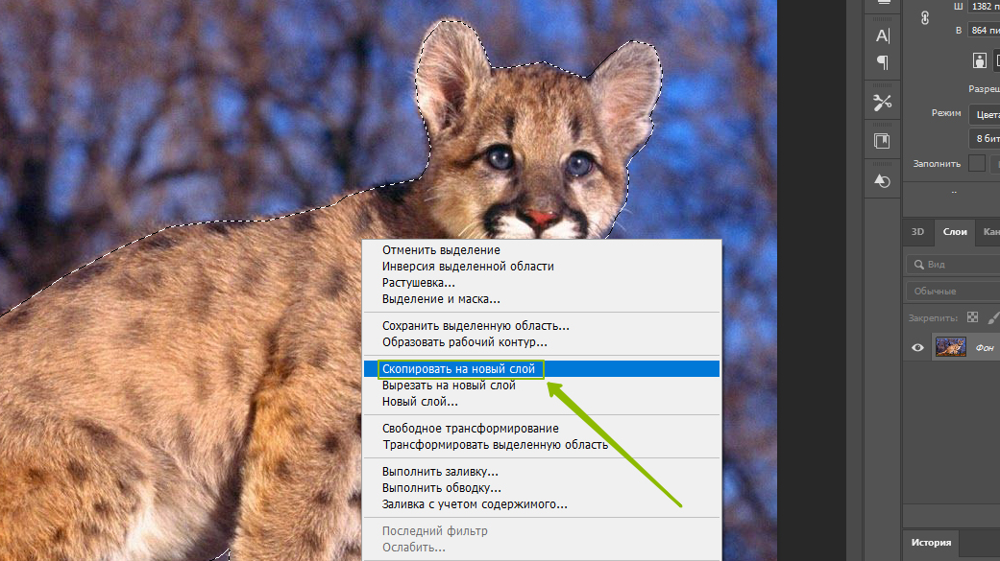 Ш
1382 п
В
864 пи
Разреш
Режим
Цвета
8 бит
Заполнить
3D
Слои
Кан
Вид
Обычные
Закрепить:
Фон
История
Отменить выделение
Инверсия выделенной области
Растушевка...
Выделение и маска...
Сохранить выделенную область...
Образовать рабочий контур...
Скопировать на новый слой
Вырезать на новый слой
Новый слой...
Свободное трансформирование
Трансформировать выделенную область
Выполнить заливку...
Выполнить обводку...
Заливка с учетом содержимого...
Последний фильтр
Ослабить...